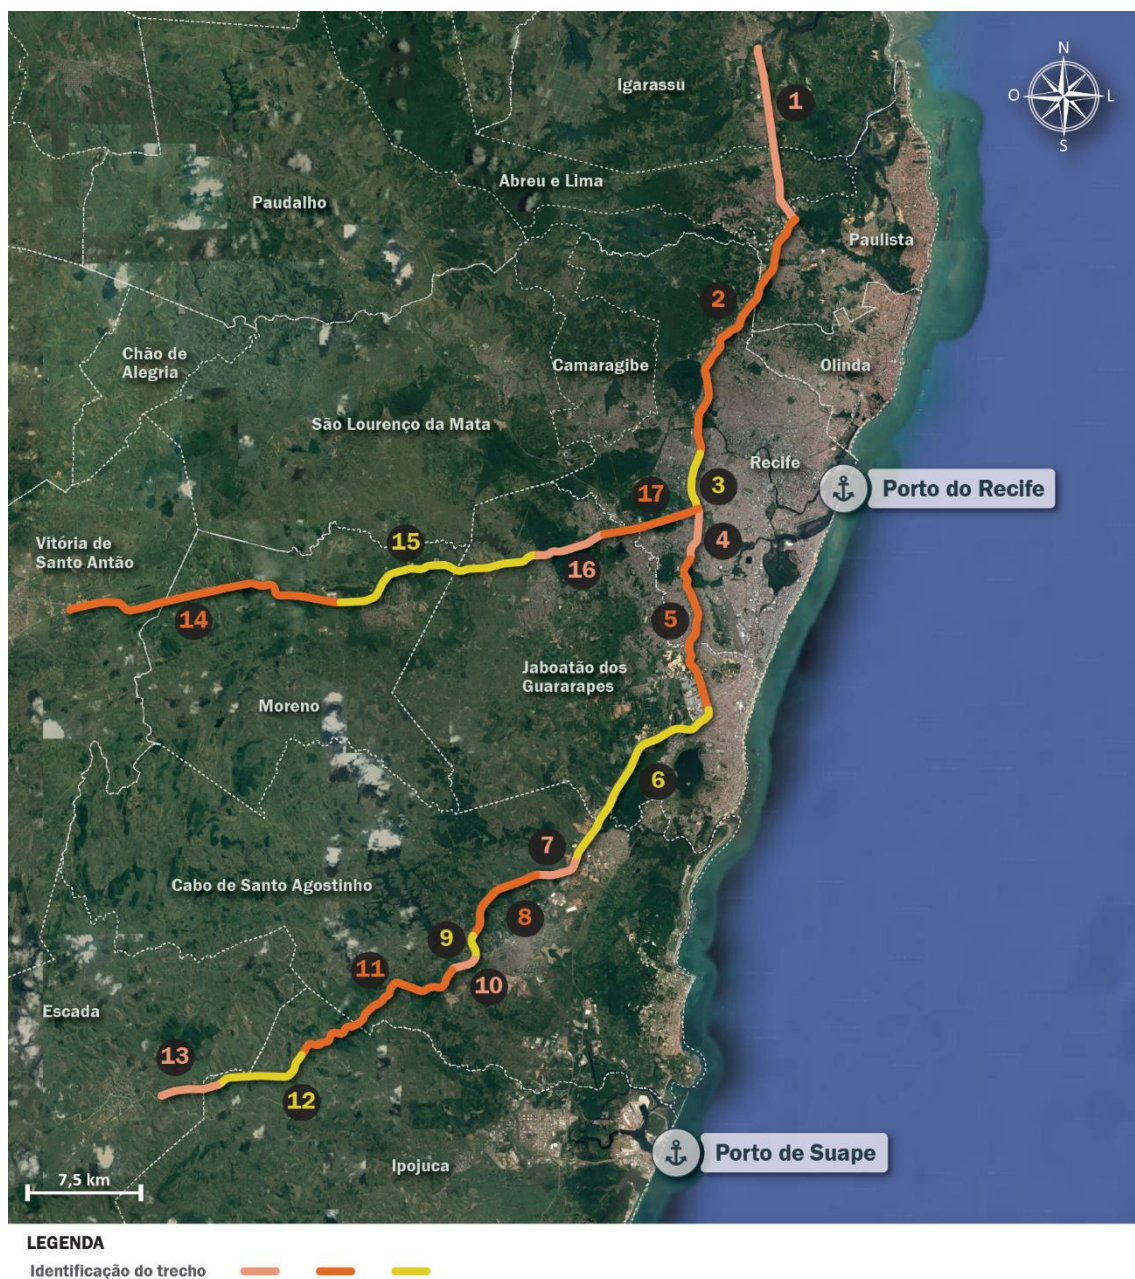 N
O
L
S
1
Igarassu
Abreu e Lima
Paudalho
Paulista
2
Chão de
Alegria
Camaragibe
Olinda
São Lourenço da Mata
Recife
3
Porto do Recife
17
4
15
16
Vitória de
Santo Antão
14
5
Jaboatão dos
Guararapes
Moreno
6
7
Cabo de Santo Agostinho
8
9
11
10
Escada
13
12
Porto de Suape
Ipojuca
7,5 km
LEGENDA
Identificação do trecho